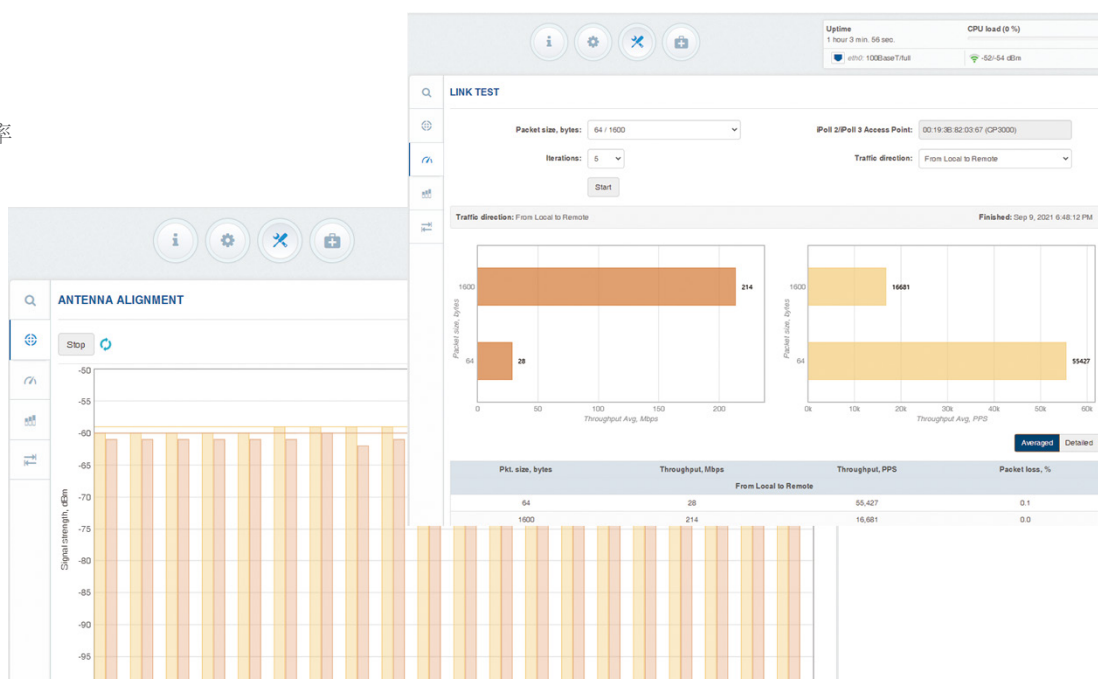 率
Uptime
1 hour 3 min. 56 sec.
CPU load (0 %)
eth0: 100BaseT/full
-52/-54 dBm
LINK TEST
Packet size, bytes: 64 / 1600
iPoll 2/iPoll 3 Access Point: 00:19:3B:82:03:67 (CP3000)
Iterations: 5
Traffic direction: From Local to Remote
Start
Traffic direction: From Local to Remote
Finished: Sep 9, 2021 6:48:12 PM
1600
214
64
28
Packet size, bytes
0 50 100 150 200
Throughput Avg, Mbps
1600
16681
64
55427
Packet size, bytes
0k 10k 20k 30k 40k 50k 60k
Throughput Avg, PPS
Averaged Detailed
Pkt. size, bytes Throughput, Mbps Throughput, PPS Packet loss, %
From Local to Remote
64 28 55,427 0.1
1600 214 16,681 0.0
ANTENNA ALIGNMENT
Stop
-50
-55
-60
-65
-70
-75
-80
-85
-90
-95
Signal strength, dBm